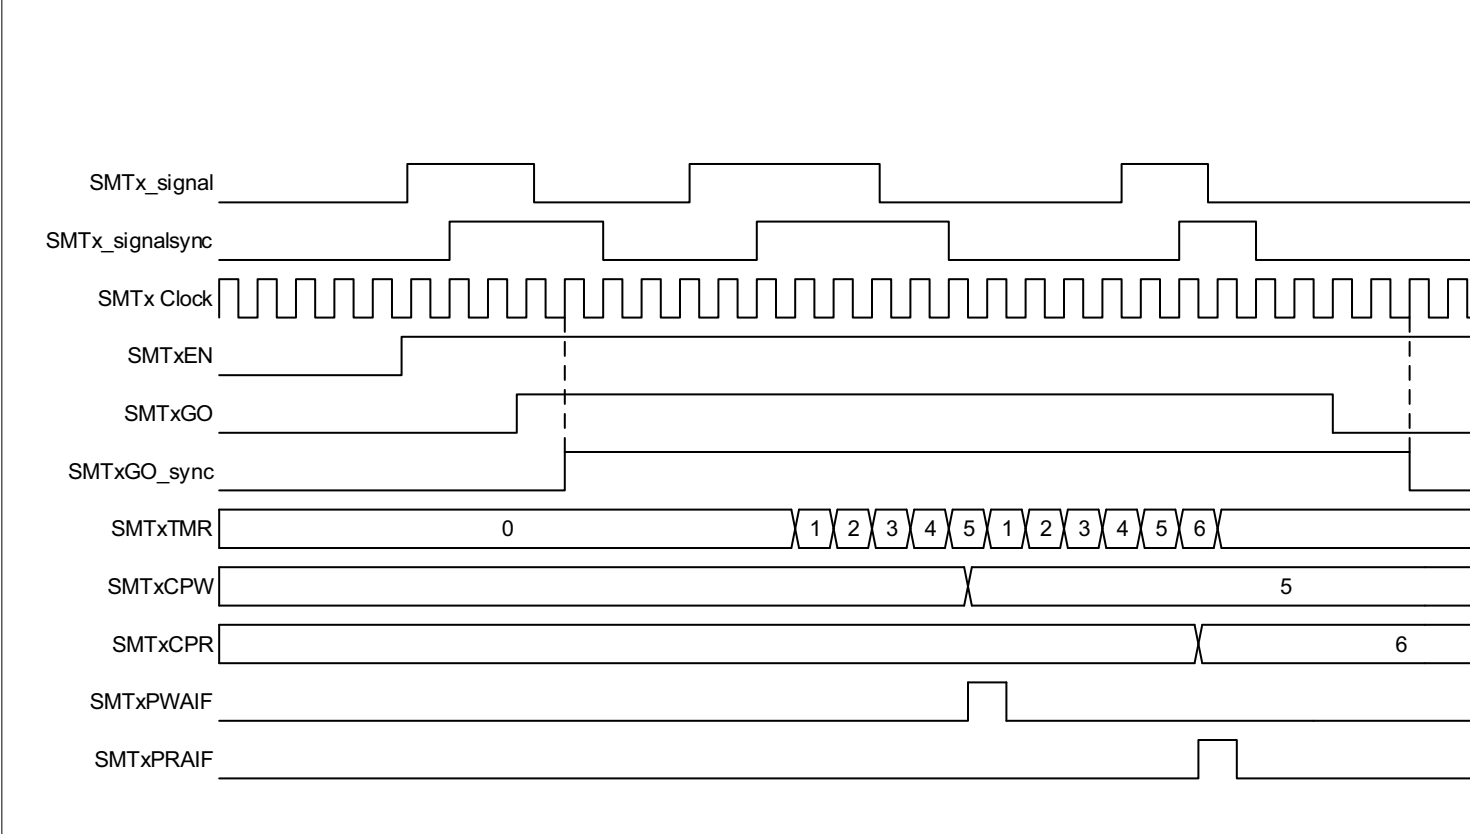 SMTx_signal
SMTx_signalsync
SMTx Clock
SMTxEN
SMTxGO
SMTxGO_sync
SMTxTMR 0 1 2 3 4 5 1 2 3 4 5 6
SMTxCPW 5
SMTxCPR 6
SMTxPWAIF
SMTxPRAIF